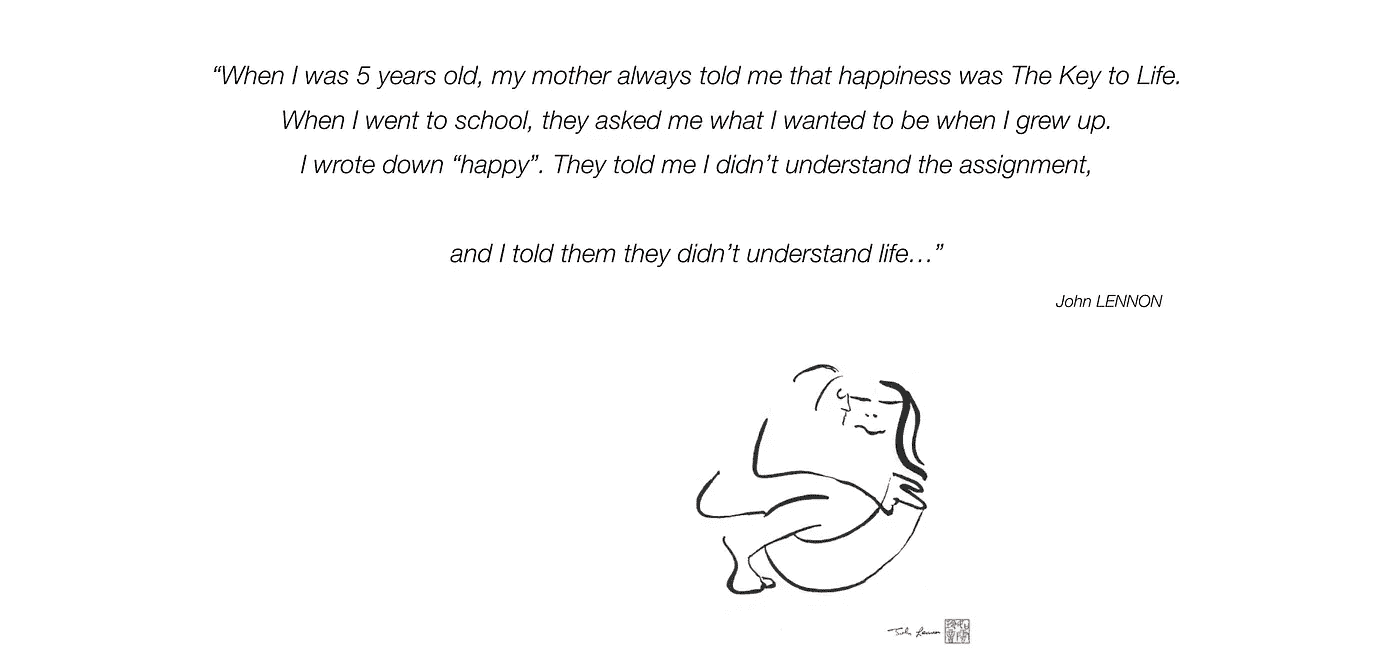 “When I was 5 years old, my mother always told me that happiness was The Key to Life.
When I went to school, they asked me what I wanted to be when I grew up.
I wrote down “happy”. They told me I didn’t understand the assignment,
and I told them they didn’t understand life…”
John LENNON
John Lennon